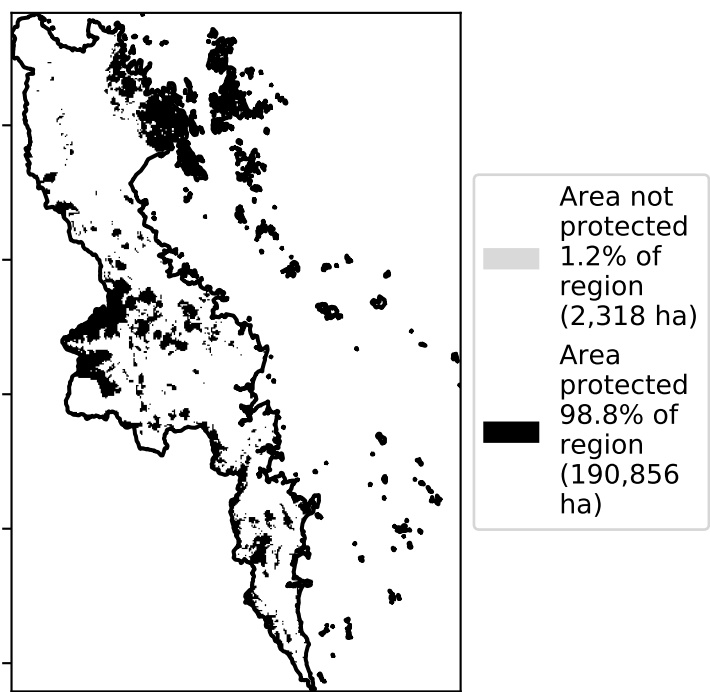 Area not
protected
1.2% of
region
(2,318 ha)
Area
protected
98.8% of
region
(190,856
ha)